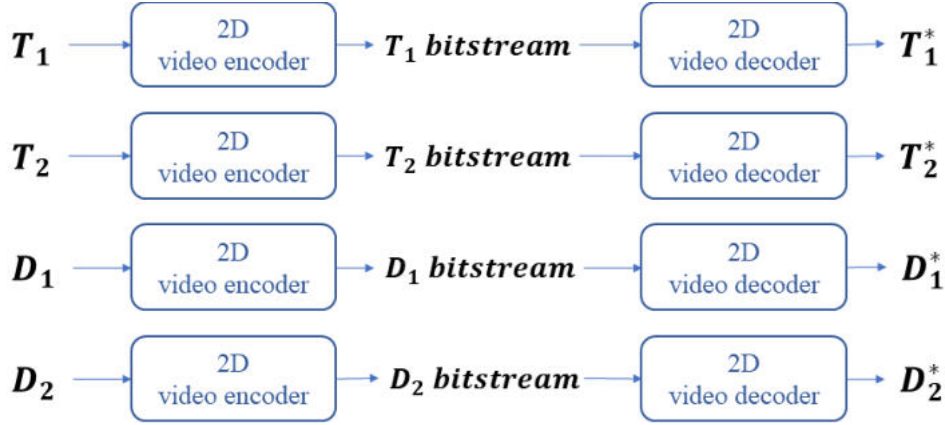 T₁ 2D video encoder T₁ bitstream 2D video decoder T₁*
T₂ 2D video encoder T₂ bitstream 2D video decoder T₂*
D₁ 2D video encoder D₁ bitstream 2D video decoder D₁*
D₂ 2D video encoder D₂ bitstream 2D video decoder D₂*